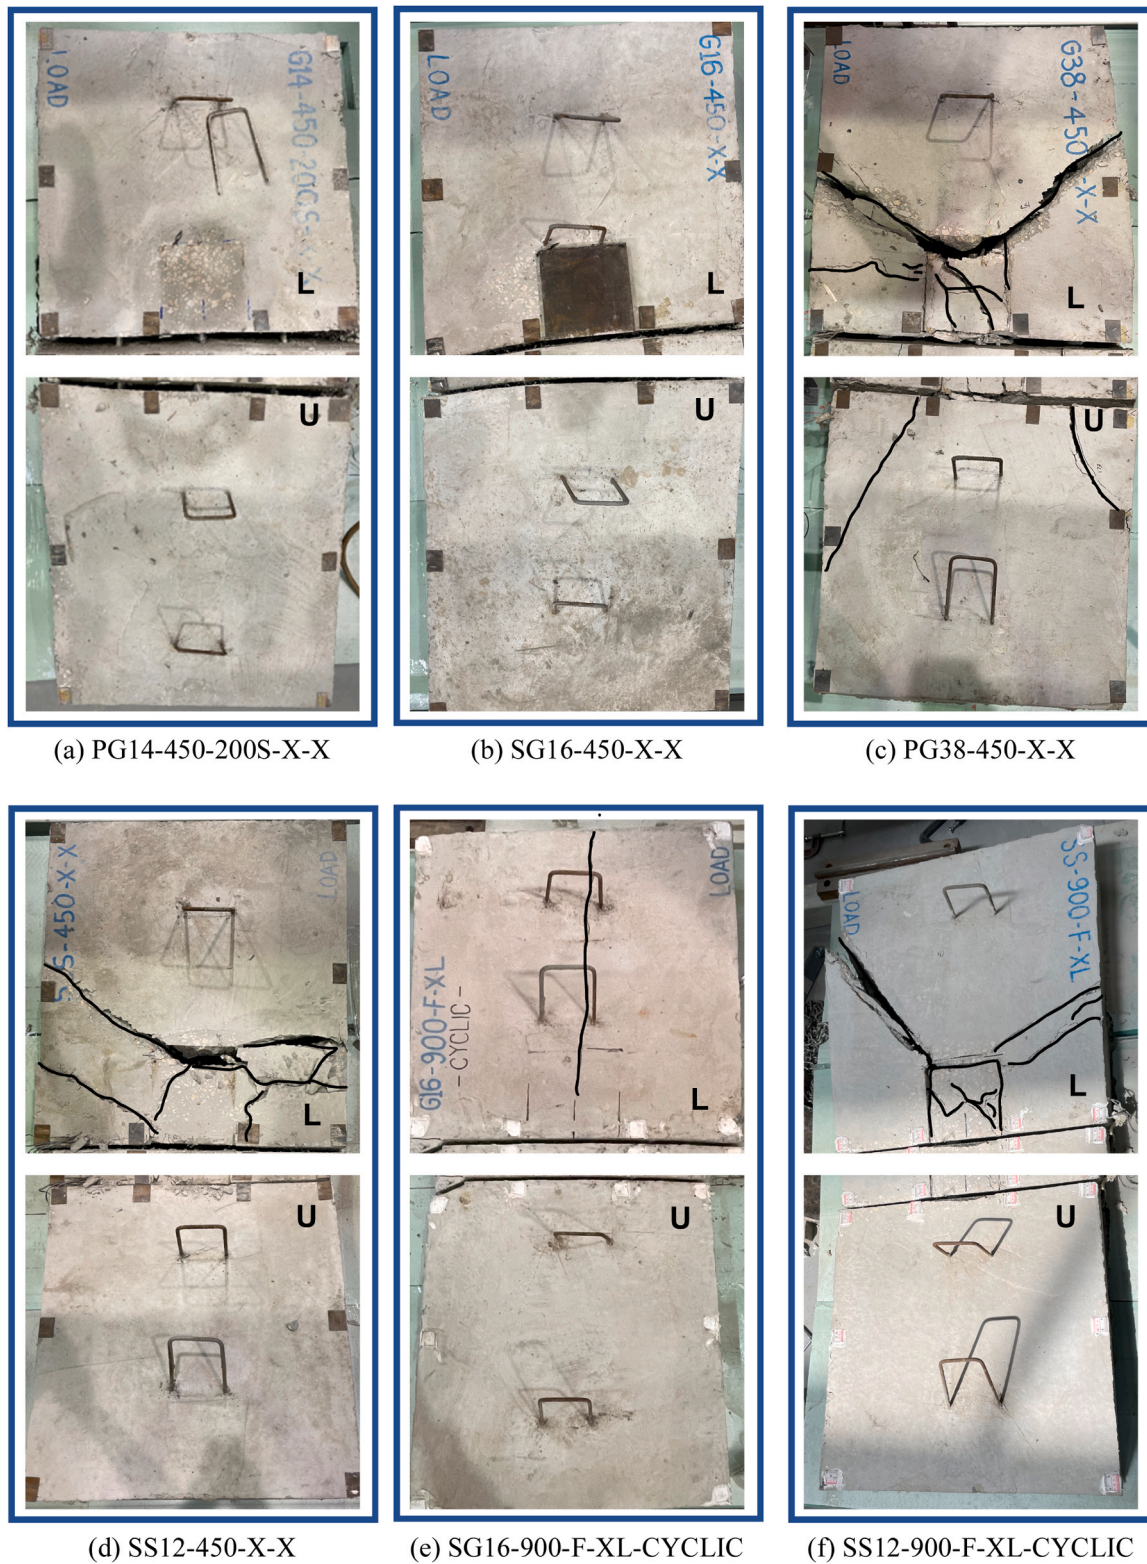 LOAD
G14-450-200S-X-X
L
U
(a) PG14-450-200S-X-X
LOAD
G16-450-X-X
L
U
(b) SG16-450-X-X
LOAD
G38-450-X-X
L
U
(c) PG38-450-X-X
SS-450-X-X
LOAD
L
U
(d) SS12-450-X-X
G16-900-F-XL
-CYCLIC-
LOAD
L
U
(e) SG16-900-F-XL-CYCLIC
LOAD
SS-900-F-XL
L
U
(f) SS12-900-F-XL-CYCLIC